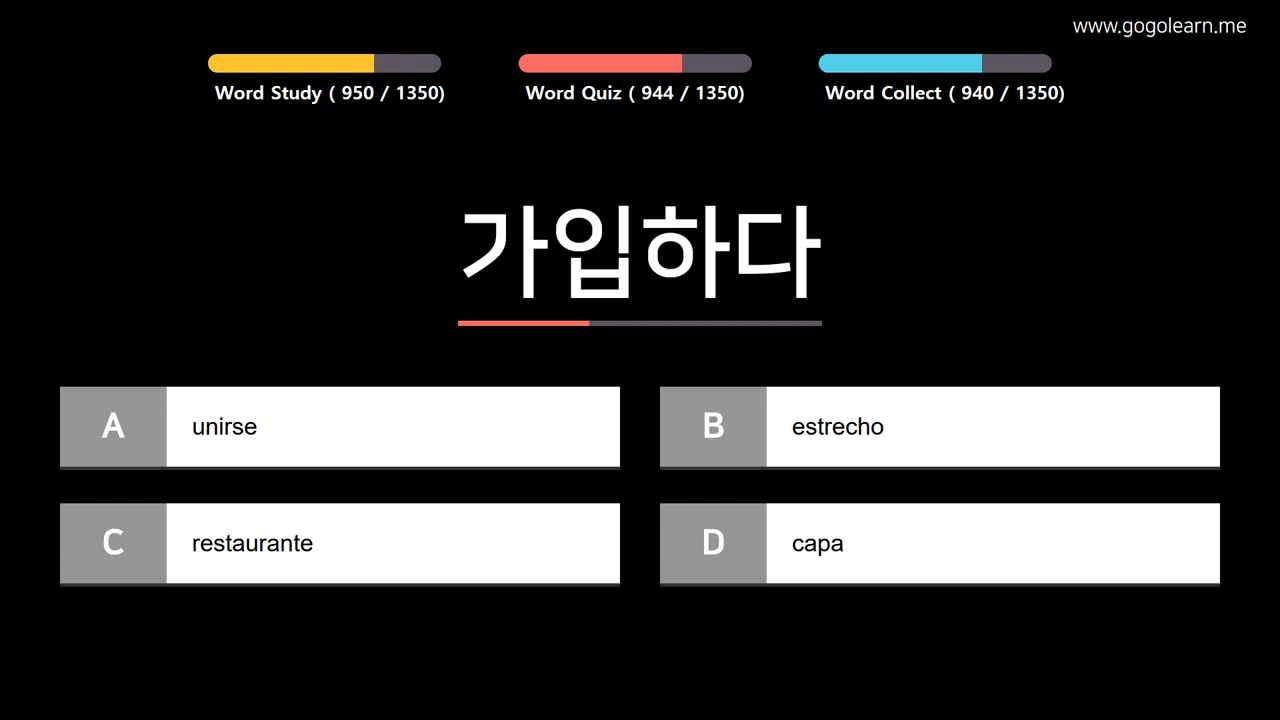 www.gogolearn.me
Word Study ( 950 / 1350)
Word Quiz ( 944 / 1350)
Word Collect ( 940 / 1350)
가입하다
A unirse
B estrecho
C restaurante
D capa